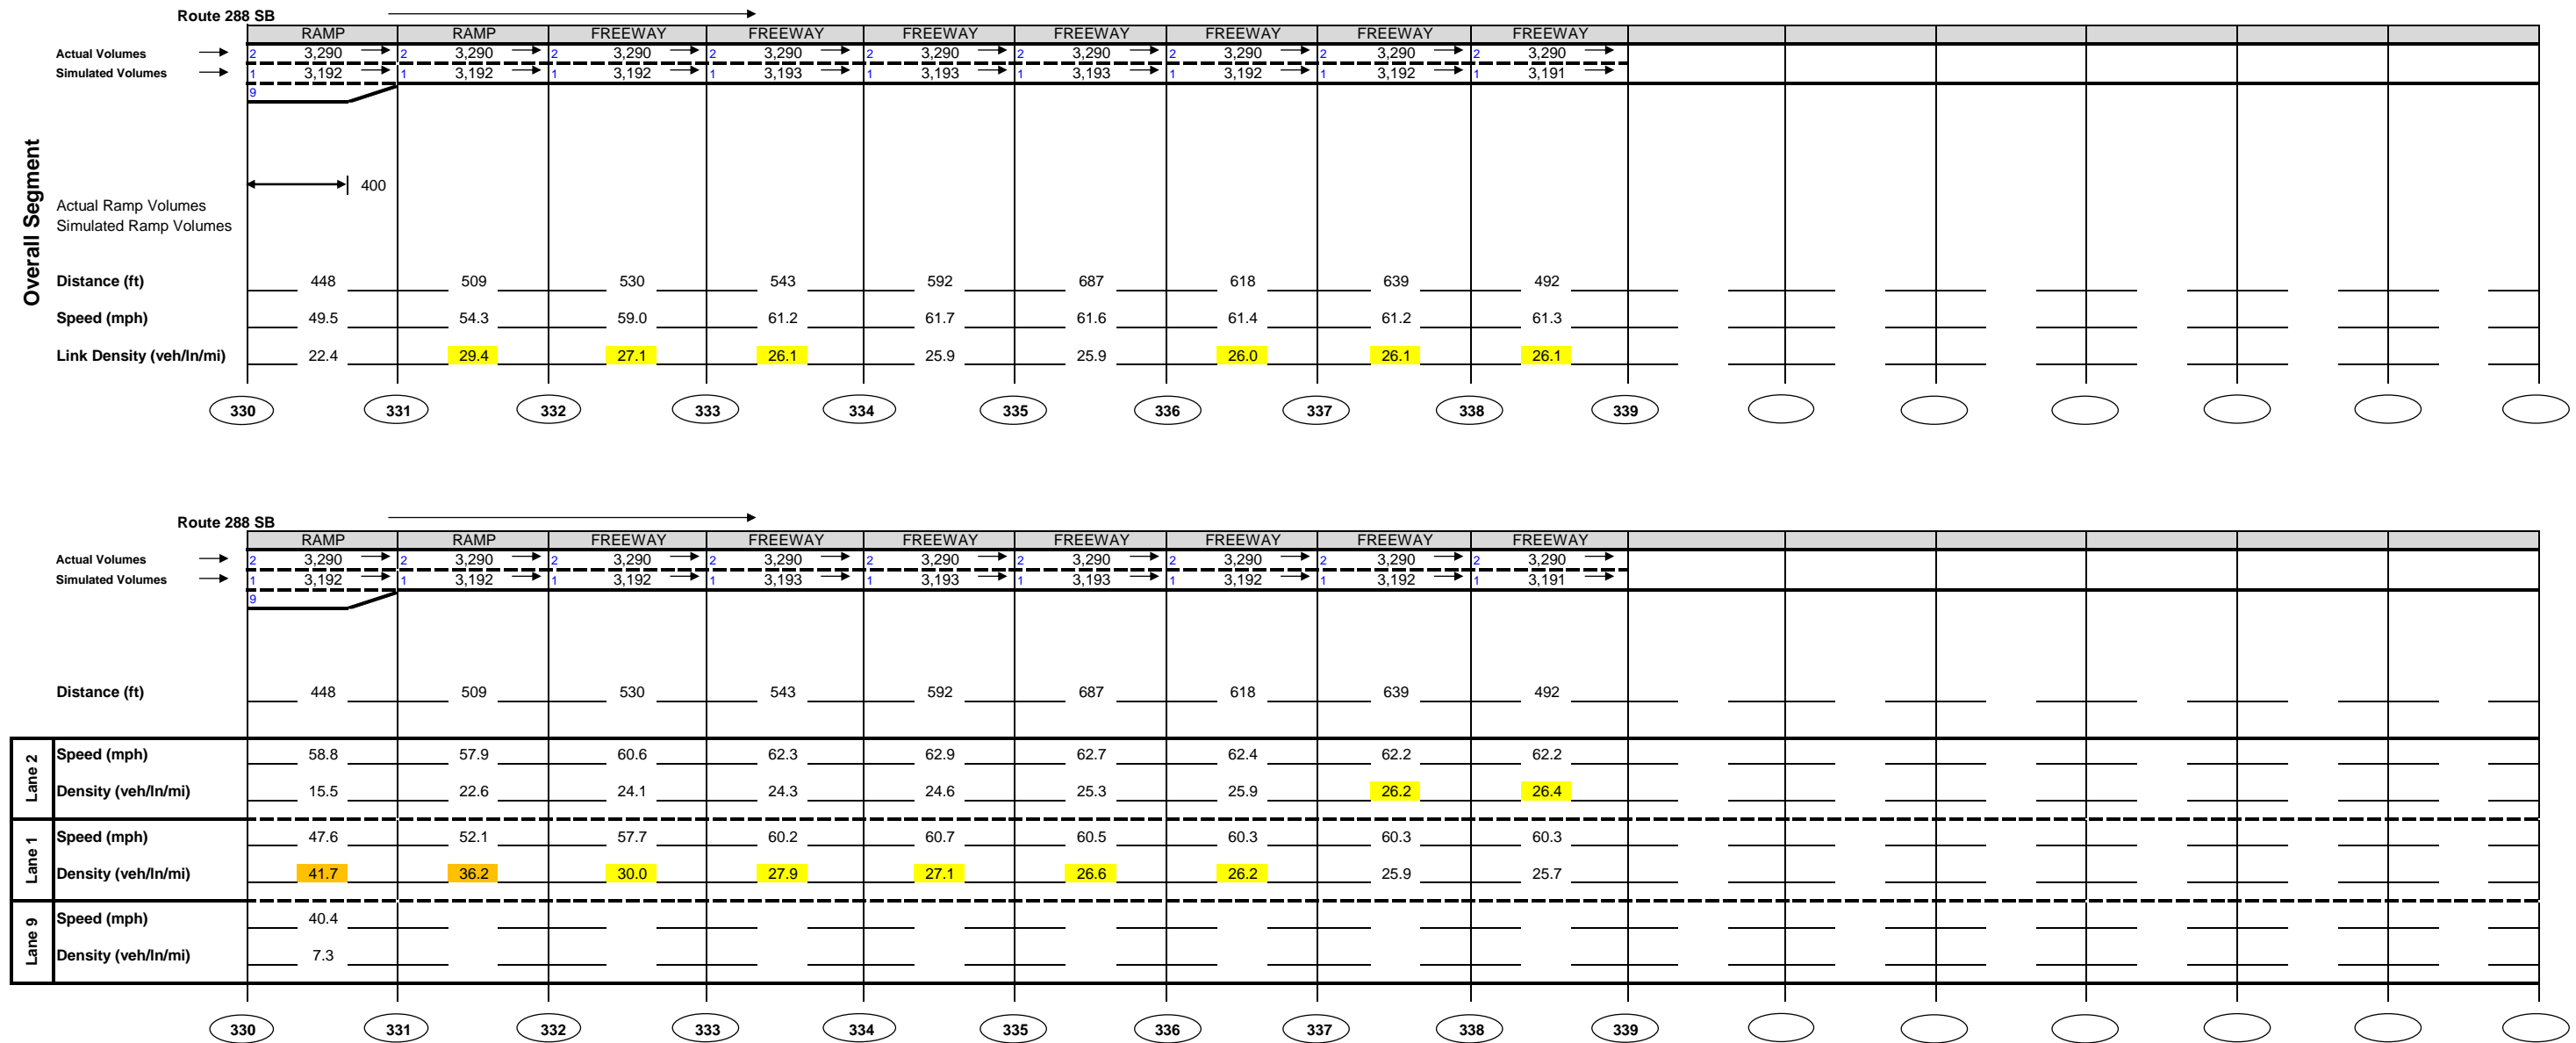 Route 288 SB
RAMP RAMP FREEWAY FREEWAY FREEWAY FREEWAY FREEWAY FREEWAY FREEWAY
Actual Volumes 2 3,290 2 3,290 2 3,290 2 3,290 2 3,290 2 3,290 2 3,290 2 3,290 2 3,290
Simulated Volumes 1 3,192 1 3,192 1 3,192 1 3,193 1 3,193 1 3,193 1 3,192 1 3,192 1 3,191
9
Overall Segment
400
Actual Ramp Volumes
Simulated Ramp Volumes
Distance (ft) 448 509 530 543 592 687 618 639 492
Speed (mph) 49.5 54.3 59.0 61.2 61.7 61.6 61.4 61.2 61.3
Link Density (veh/ln/mi) 22.4 29.4 27.1 26.1 25.9 25.9 26.0 26.1 26.1
330 331 332 333 334 335 336 337 338 339
Route 288 SB
RAMP RAMP FREEWAY FREEWAY FREEWAY FREEWAY FREEWAY FREEWAY FREEWAY
Actual Volumes 2 3,290 2 3,290 2 3,290 2 3,290 2 3,290 2 3,290 2 3,290 2 3,290 2 3,290
Simulated Volumes 1 3,192 1 3,192 1 3,192 1 3,193 1 3,193 1 3,193 1 3,192 1 3,192 1 3,191
9
Distance (ft) 448 509 530 543 592 687 618 639 492
Lane 2
Speed (mph) 58.8 57.9 60.6 62.3 62.9 62.7 62.4 62.2 62.2
Density (veh/ln/mi) 15.5 22.6 24.1 24.3 24.6 25.3 25.9 26.2 26.4
Lane 1
Speed (mph) 47.6 52.1 57.7 60.2 60.7 60.5 60.3 60.3 60.3
Density (veh/ln/mi) 41.7 36.2 30.0 27.9 27.1 26.6 26.2 25.9 25.7
Lane 9
Speed (mph) 40.4
Density (veh/ln/mi) 7.3
330 331 332 333 334 335 336 337 338 339